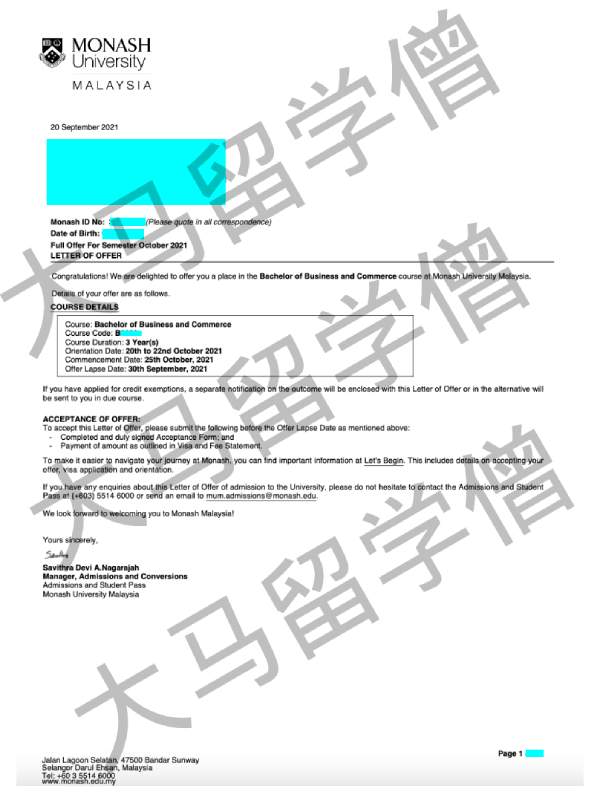 MONASH
University
MALAYSIA
20 September 2021
Monash ID No: (Please quote in all correspondence)
Date of Birth:
Full Offer For Semester October 2021
LETTER OF OFFER
Congratulations! We are delighted to offer you a place in the Bachelor of Business and Commerce course at Monash University Malaysia.
Details of your offer are as follows.
COURSE DETAILS
Course: Bachelor of Business and Commerce
Course Code: B
Course Duration: 3 Year(s)
Orientation Date: 20th to 22nd October 2021
Commencement Date: 25th October, 2021
Offer Lapse Date: 30th September, 2021
If you have applied for credit exemptions, a separate notification on the outcome will be enclosed with this Letter of Offer or in the alternative will
be sent to you in due course.
ACCEPTANCE OF OFFER:
To accept this Letter of Offer, please submit the following before the Offer Lapse Date as mentioned above:
- Completed and duly signed Acceptance Form; and
- Payment of amount as outlined in Visa and Fee Statement.
To make it easier to navigate your journey at Monash, you can find important information at Let's Begin. This includes details on accepting your
offer, visa application and orientation.
If you have any enquiries about this Letter of Offer of admission to the University, please do not hesitate to contact the Admissions and Student
Pass at (+603) 5514 6000 or send an email to mum.admissions@monash.edu.
We look forward to welcoming you to Monash Malaysia!
Yours sincerely,
Savithra Devi A.Nagarajah
Manager, Admissions and Conversions
Admissions and Student Pass
Monash University Malaysia
Page 1
Jalan Lagoon Selatan, 47500 Bandar Sunway
Selangor Darul Ehsan, Malaysia
Tel: +60 3 5514 6000
www.monash.edu.my
大马留学僧
大马留学僧
大马留学僧